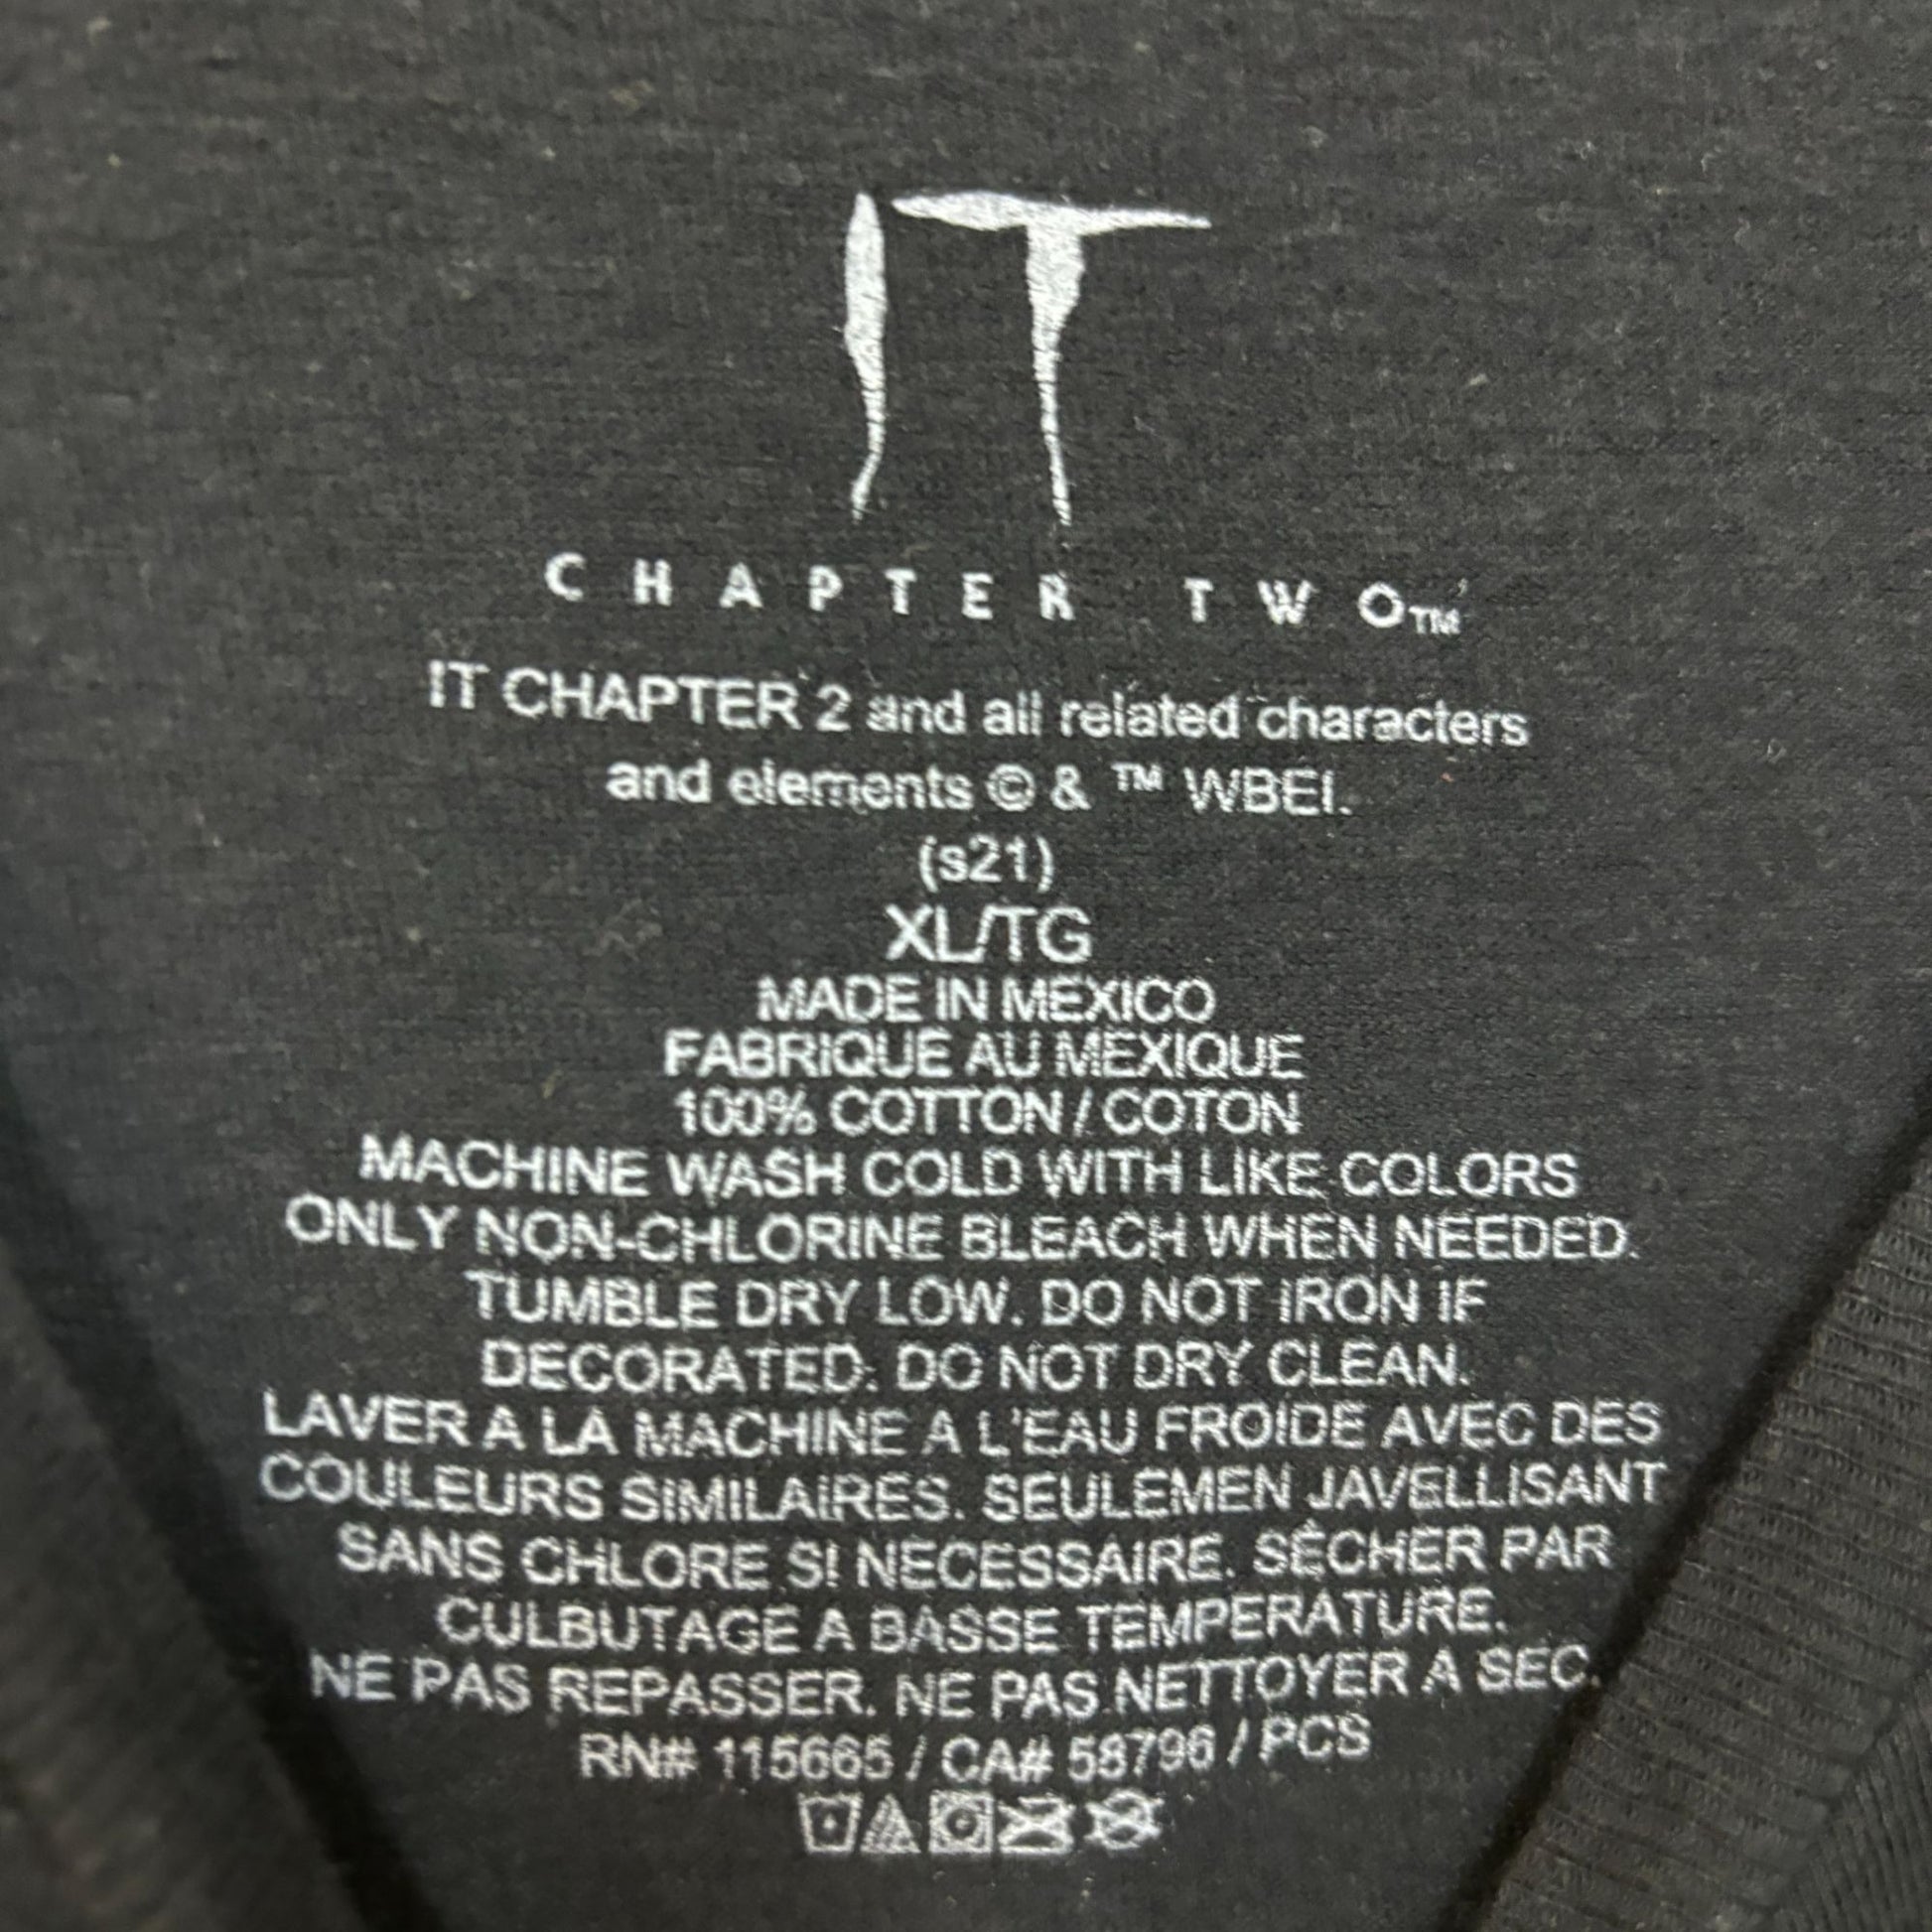 IT
CHAPTER TWO™
IT CHAPTER 2 and all related characters
and elements © & ™ WBEI.
(s21)
XL/TG
MADE IN MEXICO
FABRIQUE AU MEXIQUE
100% COTTON / COTON
MACHINE WASH COLD WITH LIKE COLORS
ONLY NON-CHLORINE BLEACH WHEN NEEDED.
TUMBLE DRY LOW. DO NOT IRON IF
DECORATED. DO NOT DRY CLEAN.
LAVER A LA MACHINE A L'EAU FROIDE AVEC DES
COULEURS SIMILAIRES. SEULEMEN JAVELLISANT
SANS CHLORE SI NECESSAIRE. SÉCHER PAR
CULBUTAGE A BASSE TEMPERATURE.
NE PAS REPASSER. NE PAS NETTOYER A SEC.
RN# 115665 / CA# 58796 / PCS